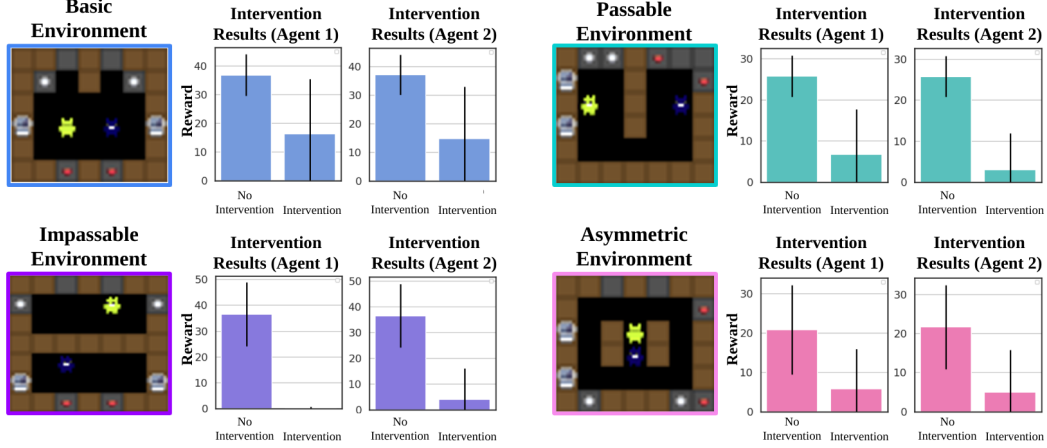 Basic
Environment
Intervention
Results (Agent 1)
Reward
40
30
20
10
0
No
Intervention
Intervention
Intervention
Results (Agent 2)
40
30
20
10
0
No
Intervention
Intervention
Passable
Environment
Intervention
Results (Agent 1)
Reward
30
20
10
0
No
Intervention
Intervention
Intervention
Results (Agent 2)
30
20
10
0
No
Intervention
Intervention
Impassable
Environment
Intervention
Results (Agent 1)
Reward
50
40
30
20
10
0
No
Intervention
Intervention
Intervention
Results (Agent 2)
50
40
30
20
10
0
No
Intervention
Intervention
Asymmetric
Environment
Intervention
Results (Agent 1)
Reward
30
20
10
0
No
Intervention
Intervention
Intervention
Results (Agent 2)
30
20
10
0
No
Intervention
Intervention